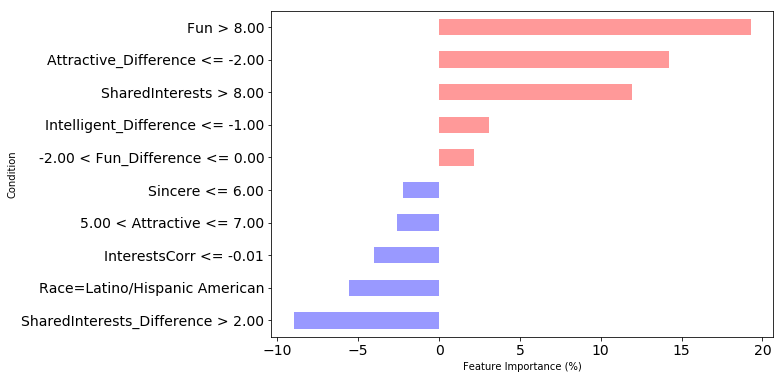 Fun > 8.00
Attractive_Difference <= -2.00
SharedInterests > 8.00
Intelligent_Difference <= -1.00
-2.00 < Fun_Difference <= 0.00
Sincere <= 6.00
5.00 < Attractive <= 7.00
InterestsCorr <= -0.01
Race=Latino/Hispanic American
SharedInterests_Difference > 2.00
Condition
−10 −5 0 5 10 15 20
Feature Importance (%)